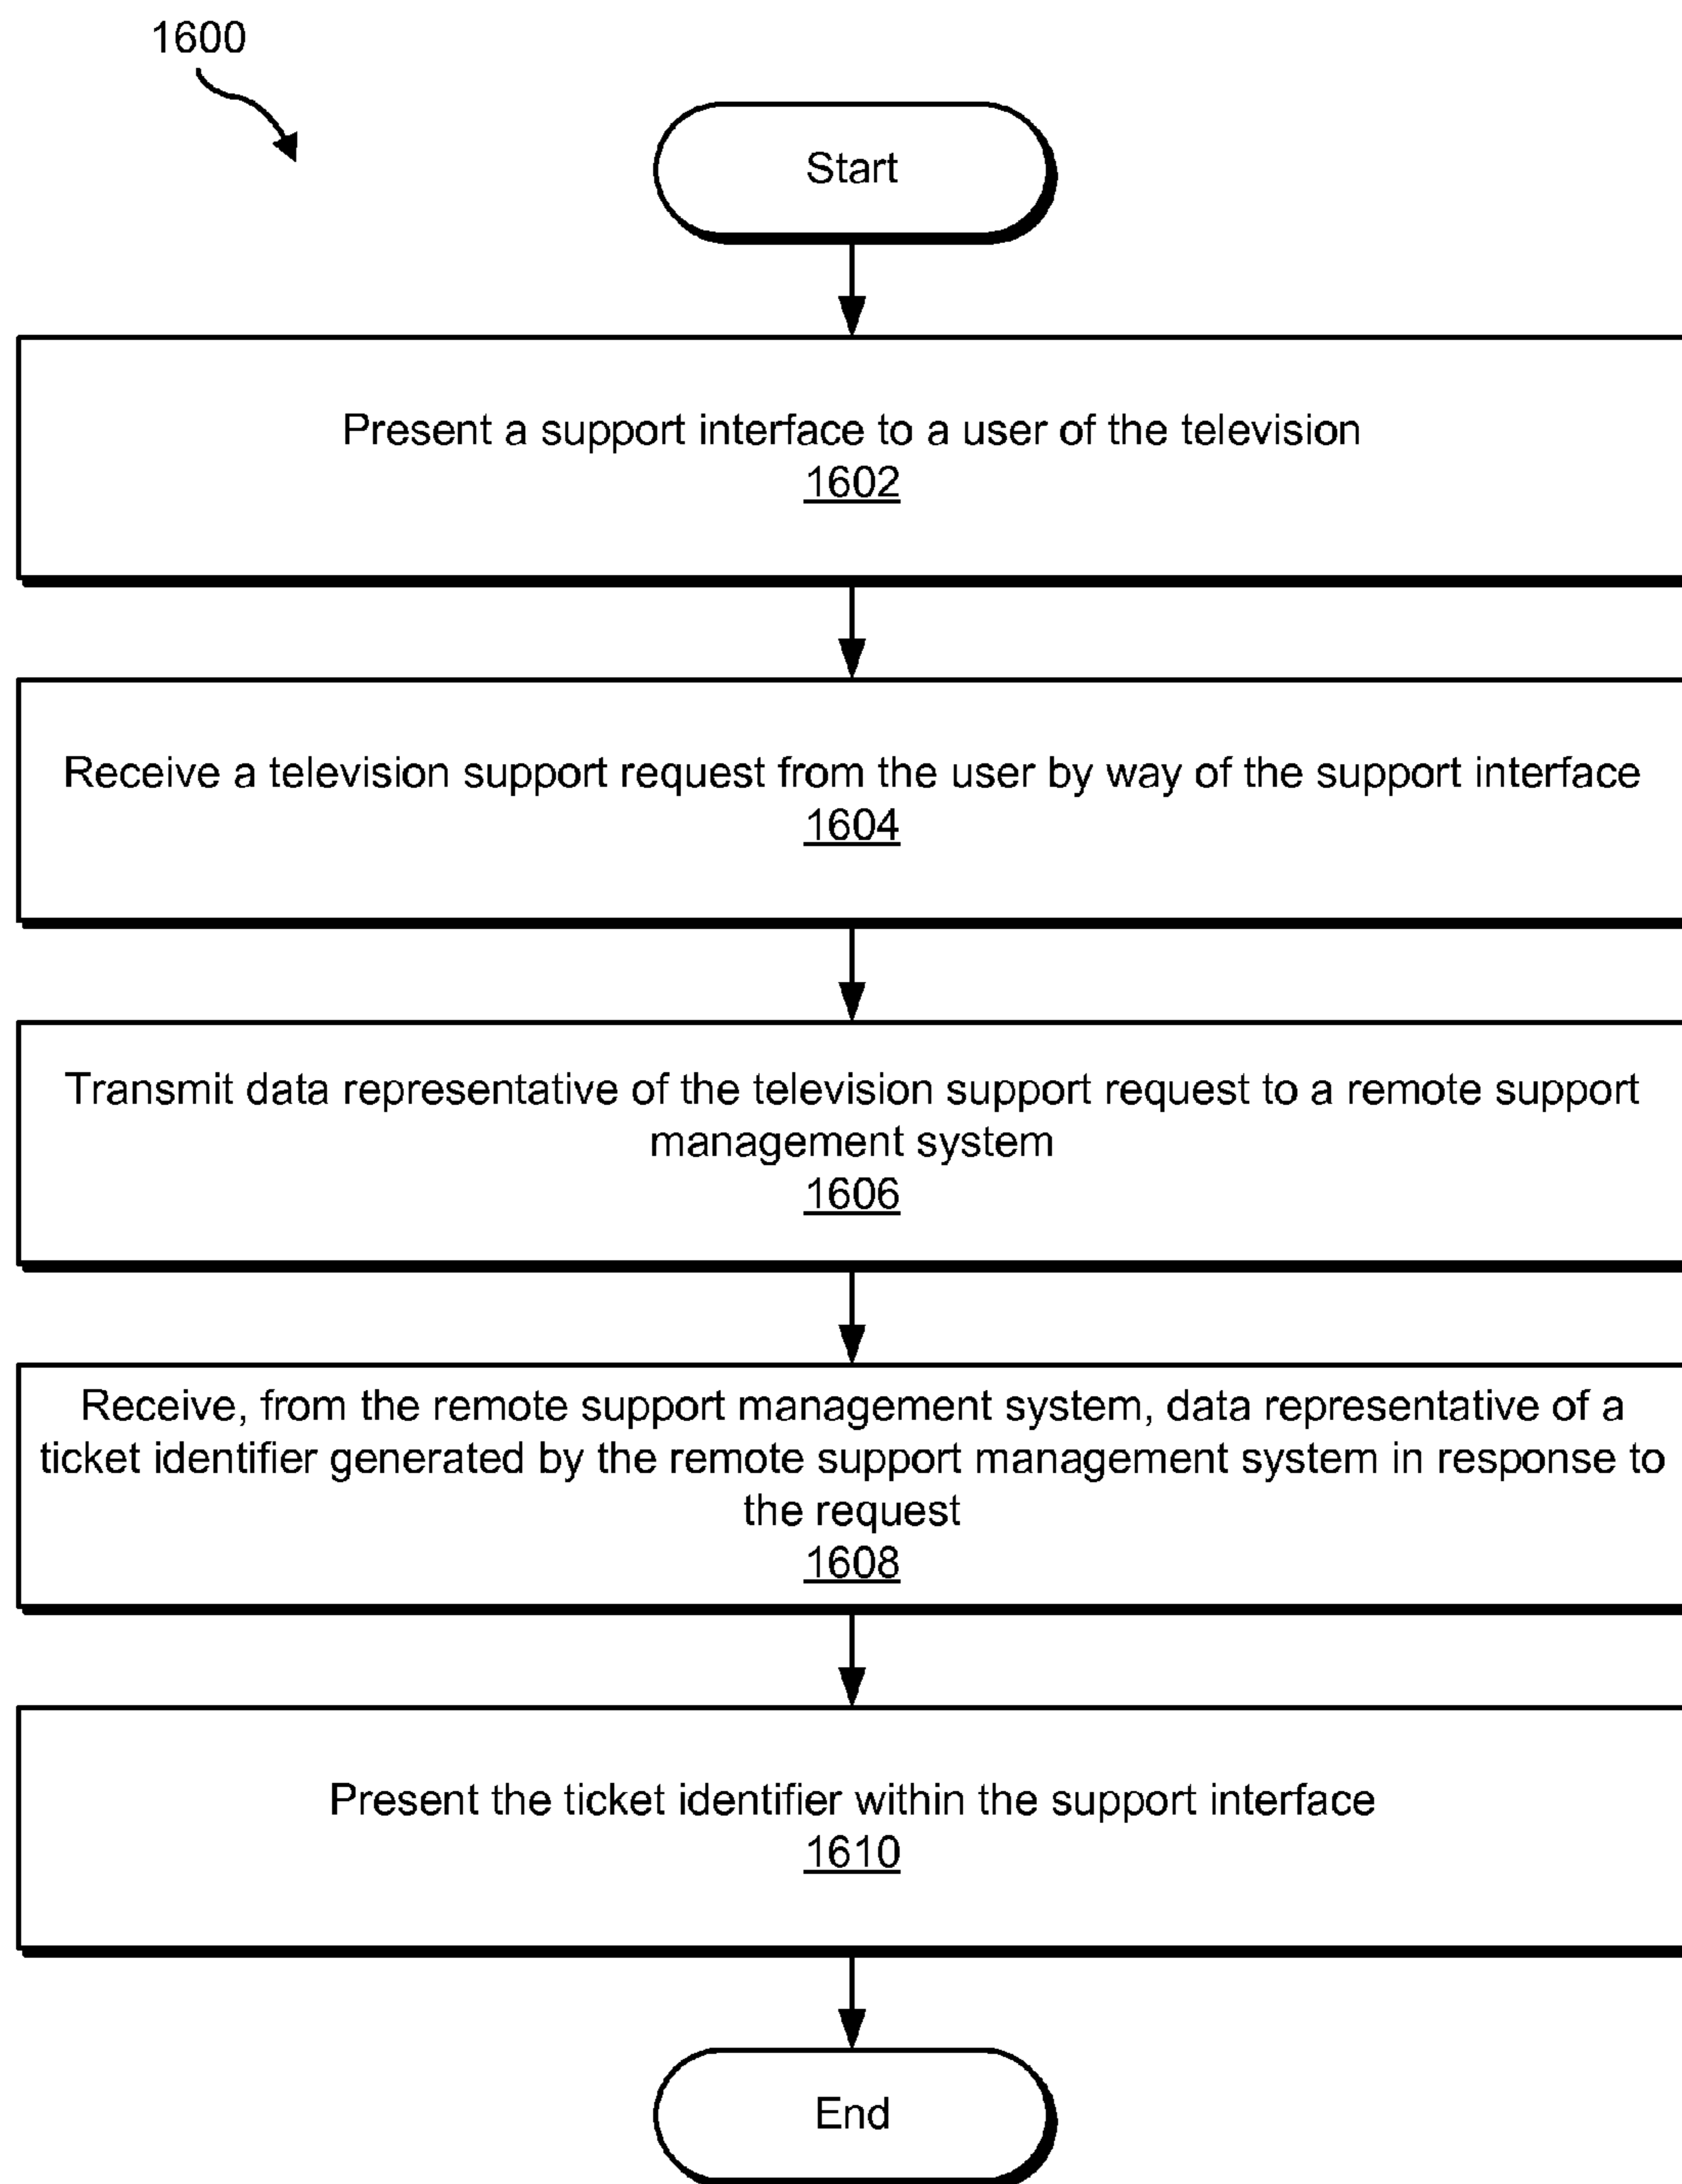 1600
Start
Present a support interface to a user of the television
1602
Receive a television support request from the user by way of the support interface
1604
Transmit data representative of the television support request to a remote support
management system
1606
Receive, from the remote support management system, data representative of a
ticket identifier generated by the remote support management system in response to
the request
1608
Present the ticket identifier within the support interface
1610
End